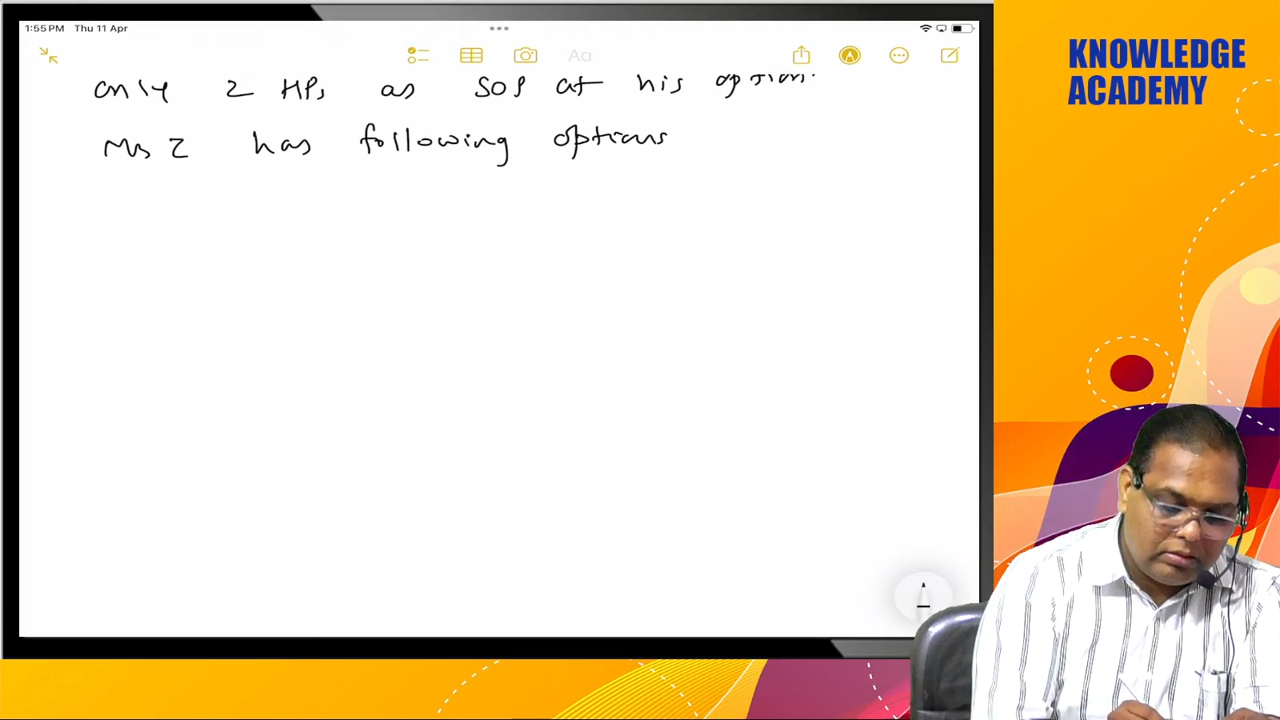 1:55 PM Thu 11 Apr
Aa
only 2 HPs as SOP at his option.
Ms Z has following options
KNOWLEDGE
ACADEMY